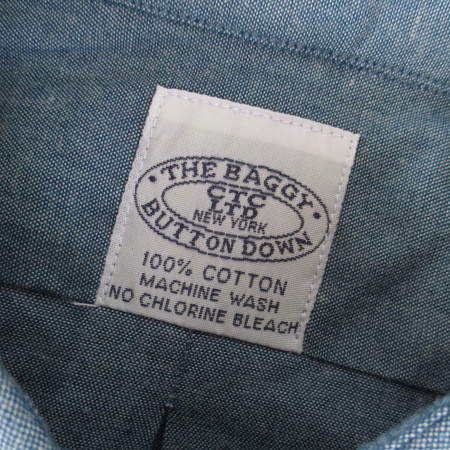 THE BAGGY
CTC
LTD
NEW YORK
BUTTON DOWN
100% COTTON
MACHINE WASH
NO CHLORINE BLEACH